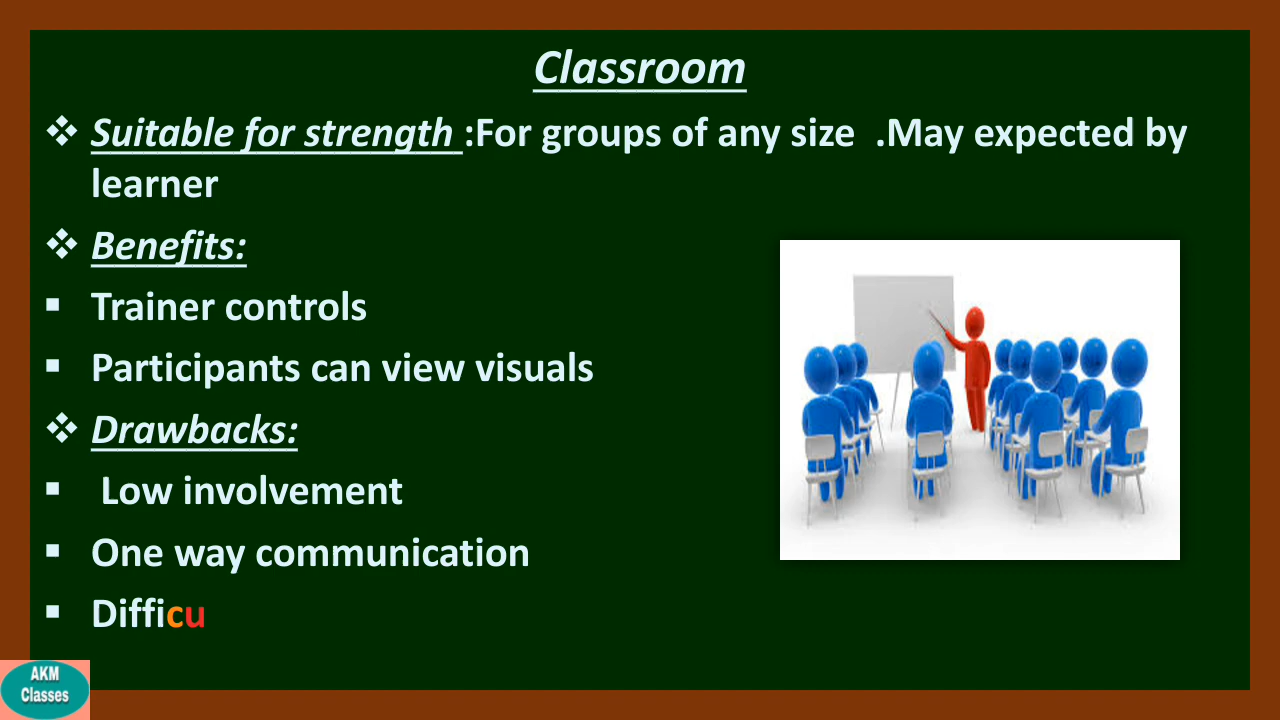 Classroom
❖ Suitable for strength :For groups of any size .May expected by
learner
❖ Benefits:
▪ Trainer controls
▪ Participants can view visuals
❖ Drawbacks:
▪ Low involvement
▪ One way communication
▪ Difficu
AKM
Classes